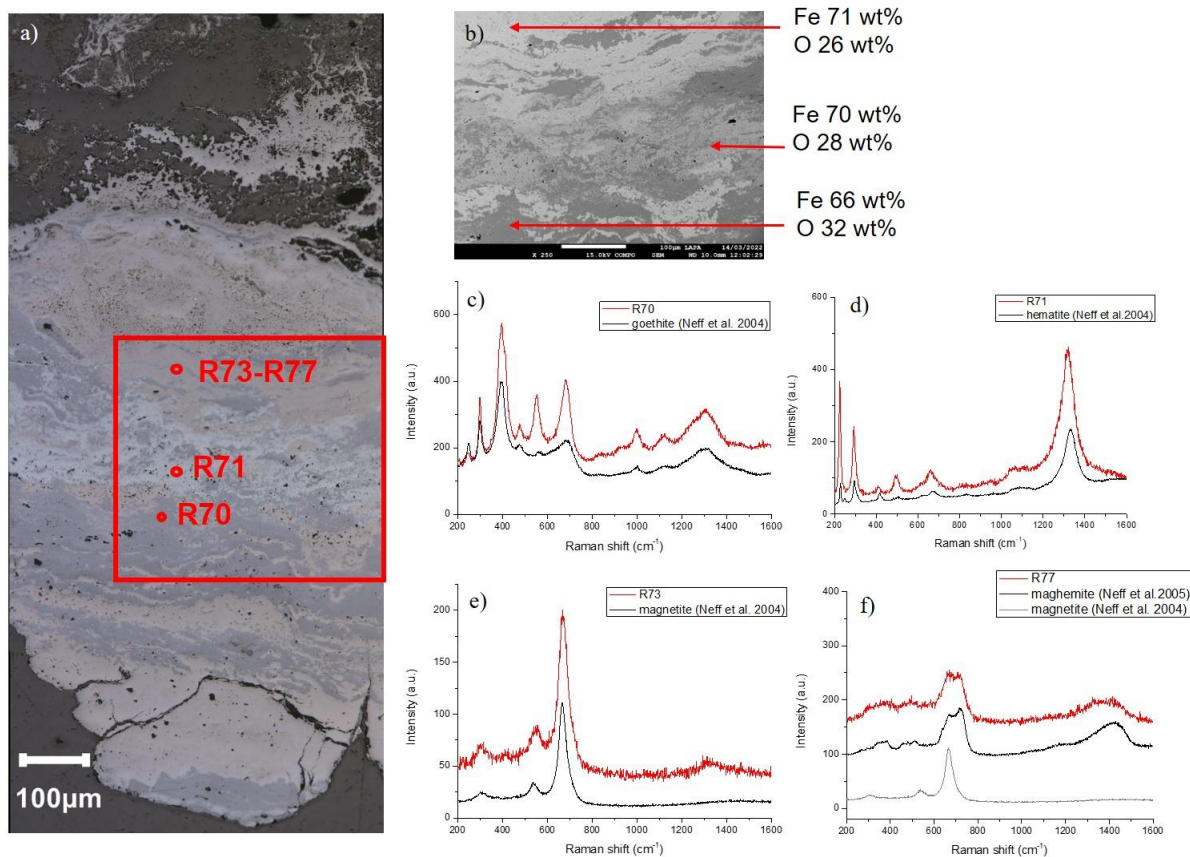 a)
R73-R77
R71
R70
100µm
b)
100µm LAPA 14/03/2022
X 250 15.0kV COMPO SEM WD 10.0mm 12:02:29
Fe 71 wt%
O 26 wt%
Fe 70 wt%
O 28 wt%
Fe 66 wt%
O 32 wt%
c)
R70
goethite (Neff et al. 2004)
Intensity (a.u.)
600
400
200
0
200 400 600 800 1000 1200 1400 1600
Raman shift (cm⁻¹)
d)
R71
hematite (Neff et al.2004)
Intensity (a.u.)
600
400
200
0
200 400 600 800 1000 1200 1400 1600
Raman shift (cm⁻¹)
e)
R73
magnetite (Neff et al. 2004)
Intensity (a.u.)
200
150
100
50
0
200 400 600 800 1000 1200 1400 1600
Raman shift (cm⁻¹)
f)
R77
maghemite (Neff et al.2005)
magnetite (Neff et al. 2004)
Intensity (a.u.)
400
300
200
100
0
200 400 600 800 1000 1200 1400 1600
Raman shift (cm⁻¹)